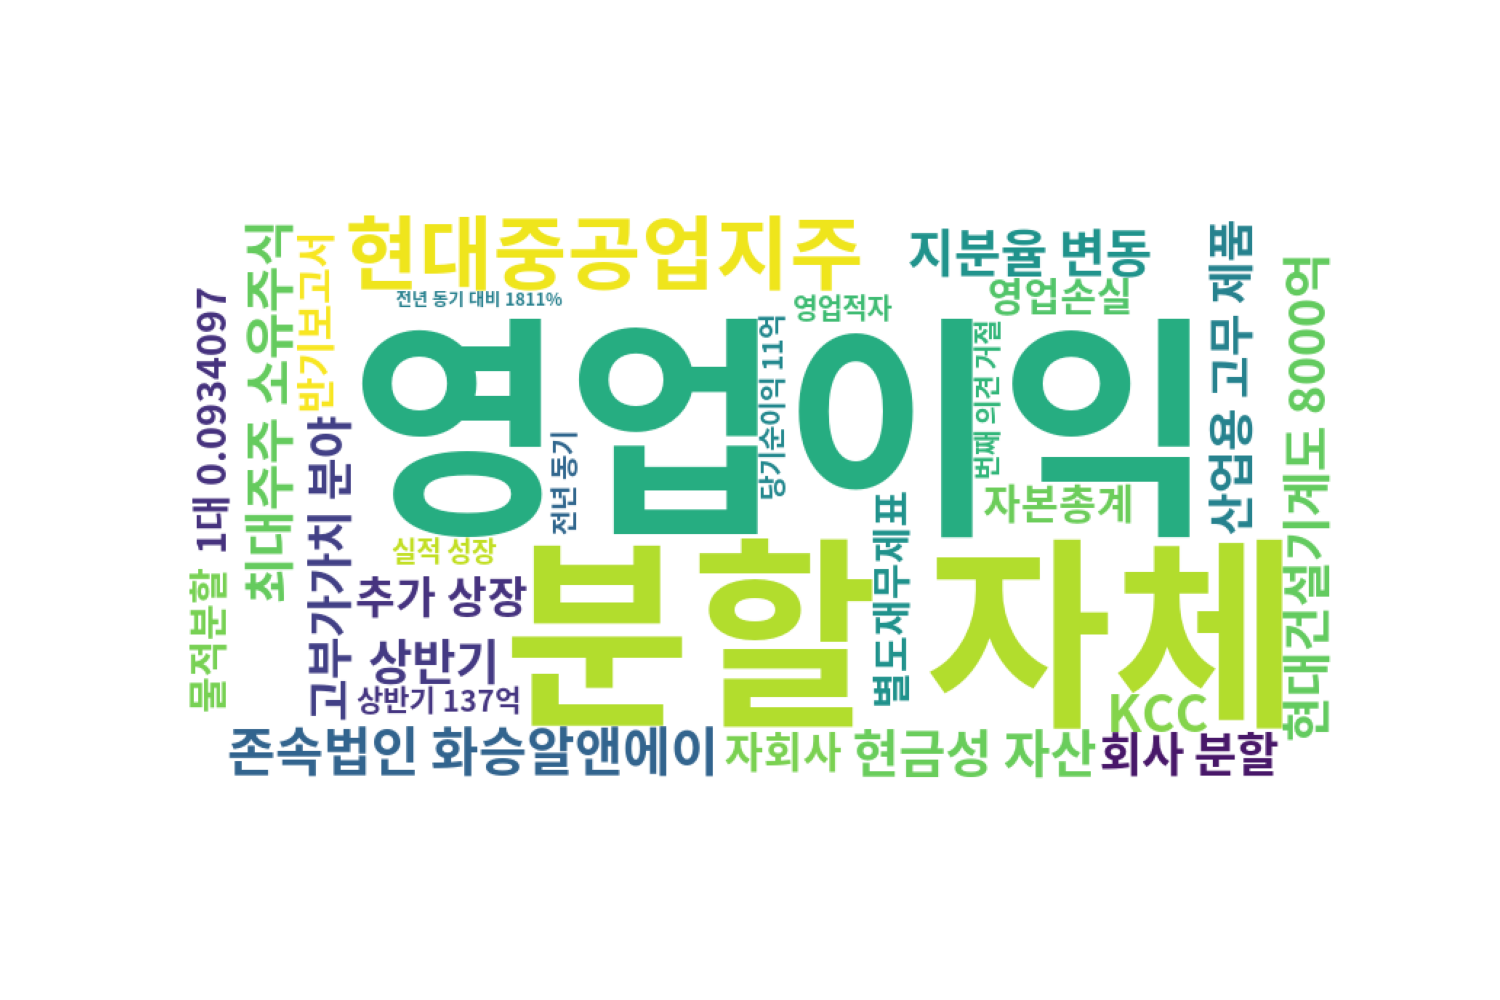 현대중공업지주
지분율 변동
영업손실
전년 동기 대비 1811%
영업적자
영업이익
분할 자체
최대주주 소유주식
반기보고서
1대 0.0934097
물적분할
고부가가치 분야
전년 동기
당기순이익 11억
번째 의견 거절
자본총계
산업용 고무 제품
현대건설기계도 8000억
실적 성장
추가 상장
상반기
상반기 137억
별도재무제표
KCC
존속법인 화승알앤에이
자회사
현금성 자산
회사 분할